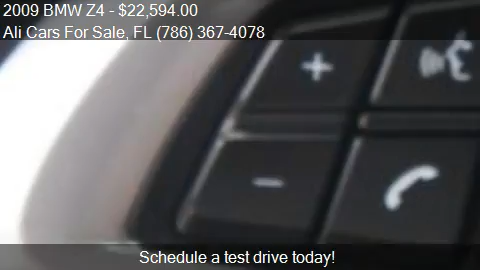 2009 BMW Z4 - $22,594.00
Ali Cars For Sale, FL (786) 367-4078
+
-
Schedule a test drive today!